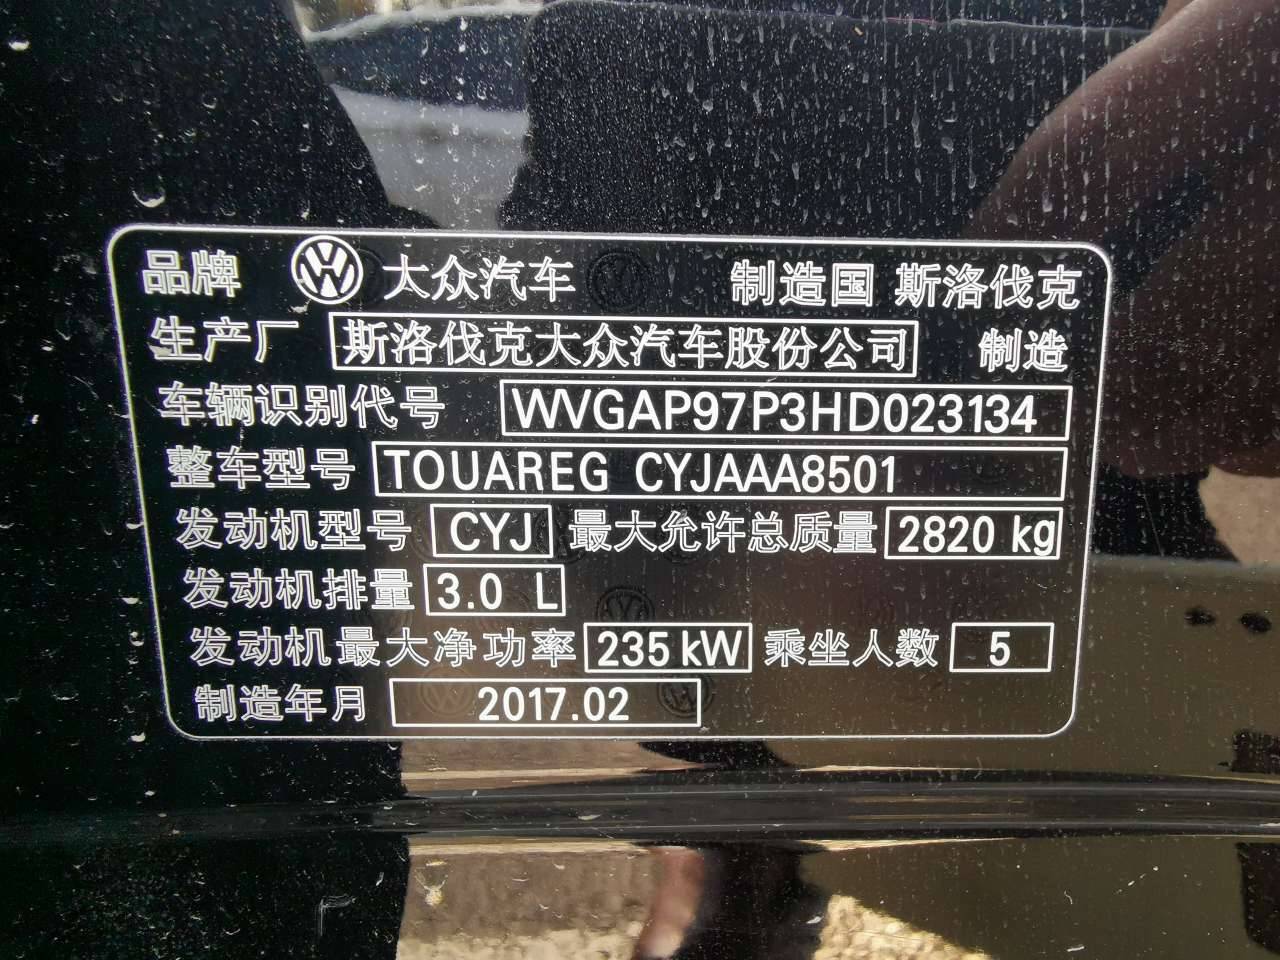 品牌 大众汽车 制造国 斯洛伐克
生产厂 斯洛伐克大众汽车股份公司 制造
车辆识别代号 WVGAP97P3HD023134
整车型号 TOUAREG CYJAAA8501
发动机型号 CYJ 最大允许总质量 2820 kg
发动机排量 3.0 L
发动机最大净功率 235 kW 乘坐人数 5
制造年月 2017.02